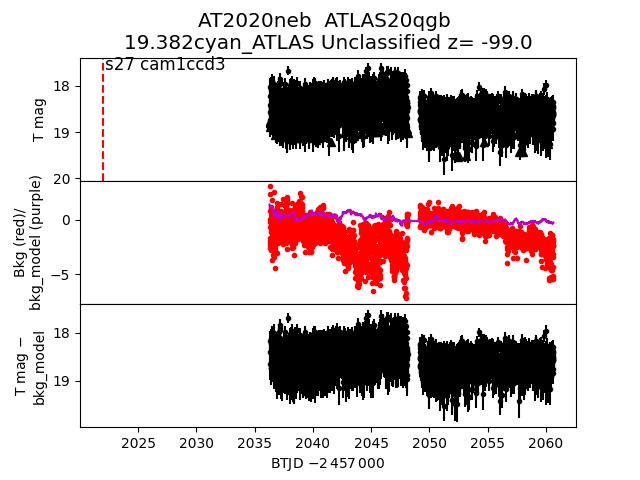 AT2020neb  ATLAS20qgb
19.382cyan_ATLAS Unclassified z= -99.0
s27 cam1ccd3
T mag
18
19
20
Bkg (red)/
bkg_model (purple)
0
−5
T mag −
bkg_model
18
19
2025 2030 2035 2040 2045 2050 2055 2060
BTJD −2 457 000